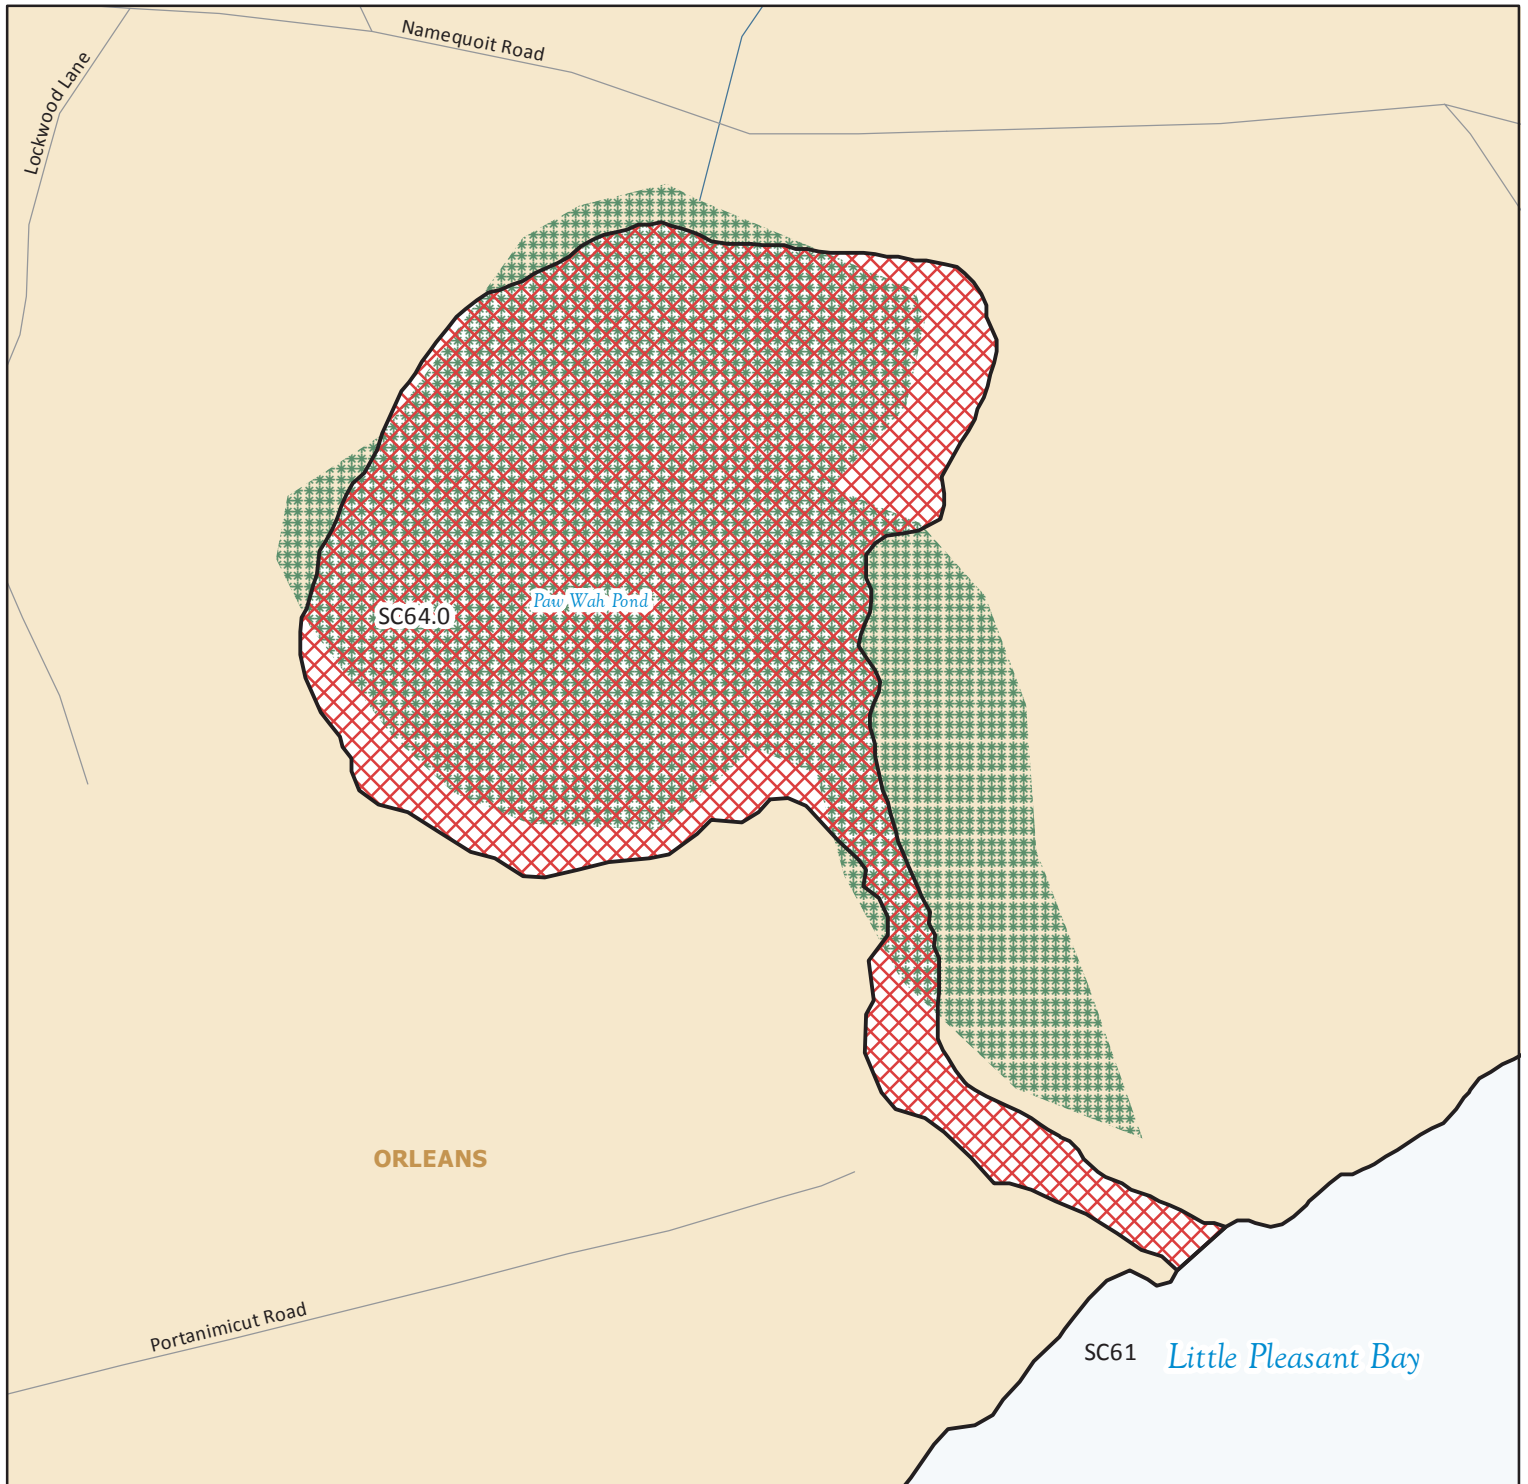 Namequoit Road
Lockwood Lane
Paw Wah Pond
SC64.0
ORLEANS
Portanimicut Road
SC61
Little Pleasant Bay